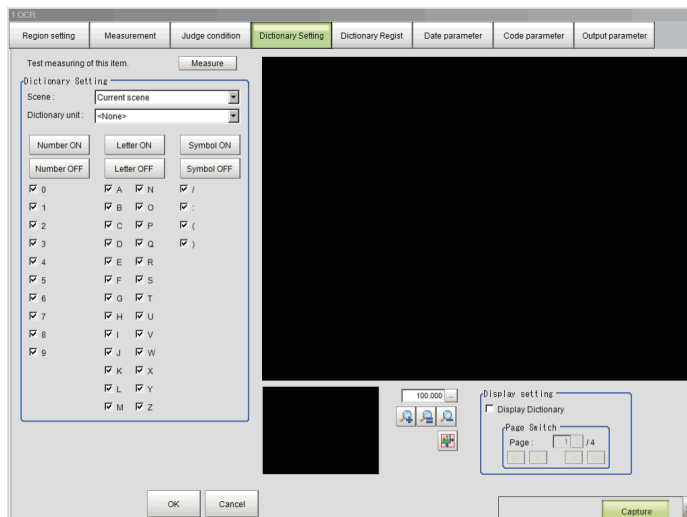 1.OCR
Region setting Measurement Judge condition Dictionary Setting Dictionary Regist Date parameter Code parameter Output parameter
Test measuring of this item. Measure
Dictionary Setting
Scene : Current scene
Dictionary unit : <None>
Number ON Letter ON Symbol ON
Number OFF Letter OFF Symbol OFF
0 A N /
1 B O :
2 C P (
3 D Q )
4 E R
5 F S
6 G T
7 H U
8 I V
9 J W
K X
L Y
M Z
100.000 ...
Display setting
Display Dictionary
Page Switch
Page : 1 / 4
OK Cancel
Capture